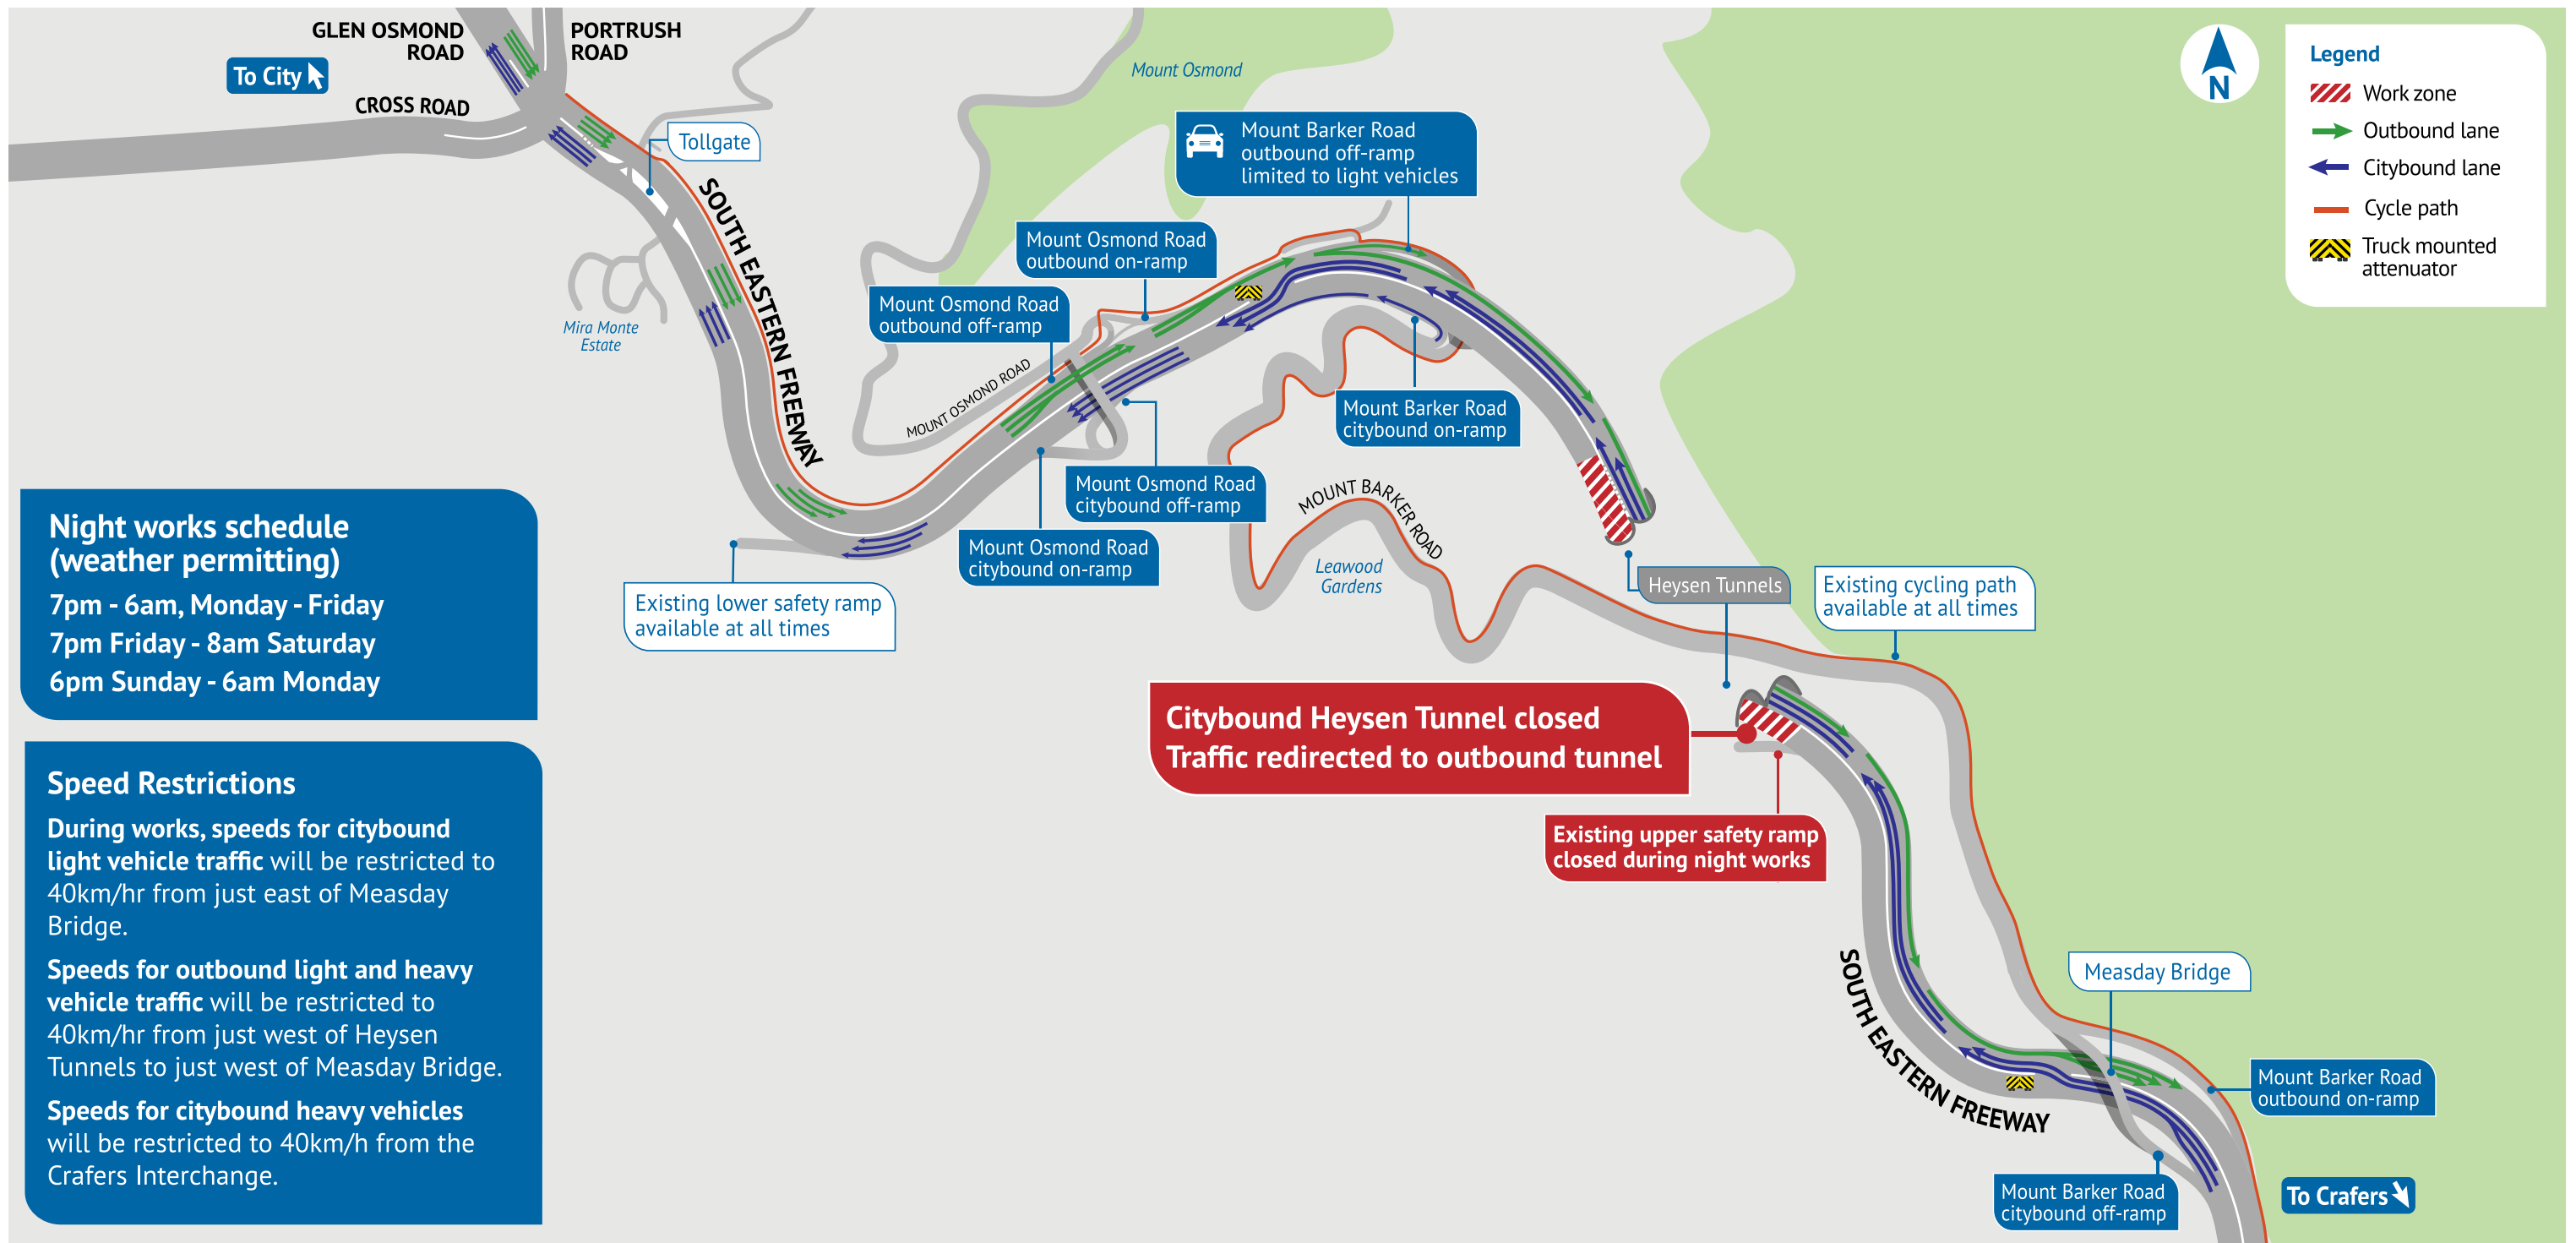 GLEN OSMOND
ROAD
PORTRUSH
ROAD
To City
CROSS ROAD
Tollgate
SOUTH EASTERN FREEWAY
Mira Monte
Estate
Mount Osmond
Mount Barker Road
outbound off-ramp
limited to light vehicles
Mount Osmond Road
outbound on-ramp
Mount Osmond Road
outbound off-ramp
MOUNT OSMOND ROAD
Mount Barker Road
citybound on-ramp
Mount Osmond Road
citybound off-ramp
Mount Osmond Road
citybound on-ramp
MOUNT BARKER ROAD
Leawood
Gardens
N
Legend
Work zone
Outbound lane
Citybound lane
Cycle path
Truck mounted
attenuator
Night works schedule
(weather permitting)
7pm - 6am, Monday - Friday
7pm Friday - 8am Saturday
6pm Sunday - 6am Monday
Existing lower safety ramp
available at all times
Heysen Tunnels
Existing cycling path
available at all times
Citybound Heysen Tunnel closed
Traffic redirected to outbound tunnel
Existing upper safety ramp
closed during night works
Speed Restrictions
During works, speeds for citybound
light vehicle traffic will be restricted to
40km/hr from just east of Measday
Bridge.
Speeds for outbound light and heavy
vehicle traffic will be restricted to
40km/hr from just west of Heysen
Tunnels to just west of Measday Bridge.
Speeds for citybound heavy vehicles
will be restricted to 40km/h from the
Crafers Interchange.
SOUTH EASTERN FREEWAY
Measday Bridge
Mount Barker Road
outbound on-ramp
Mount Barker Road
citybound off-ramp
To Crafers